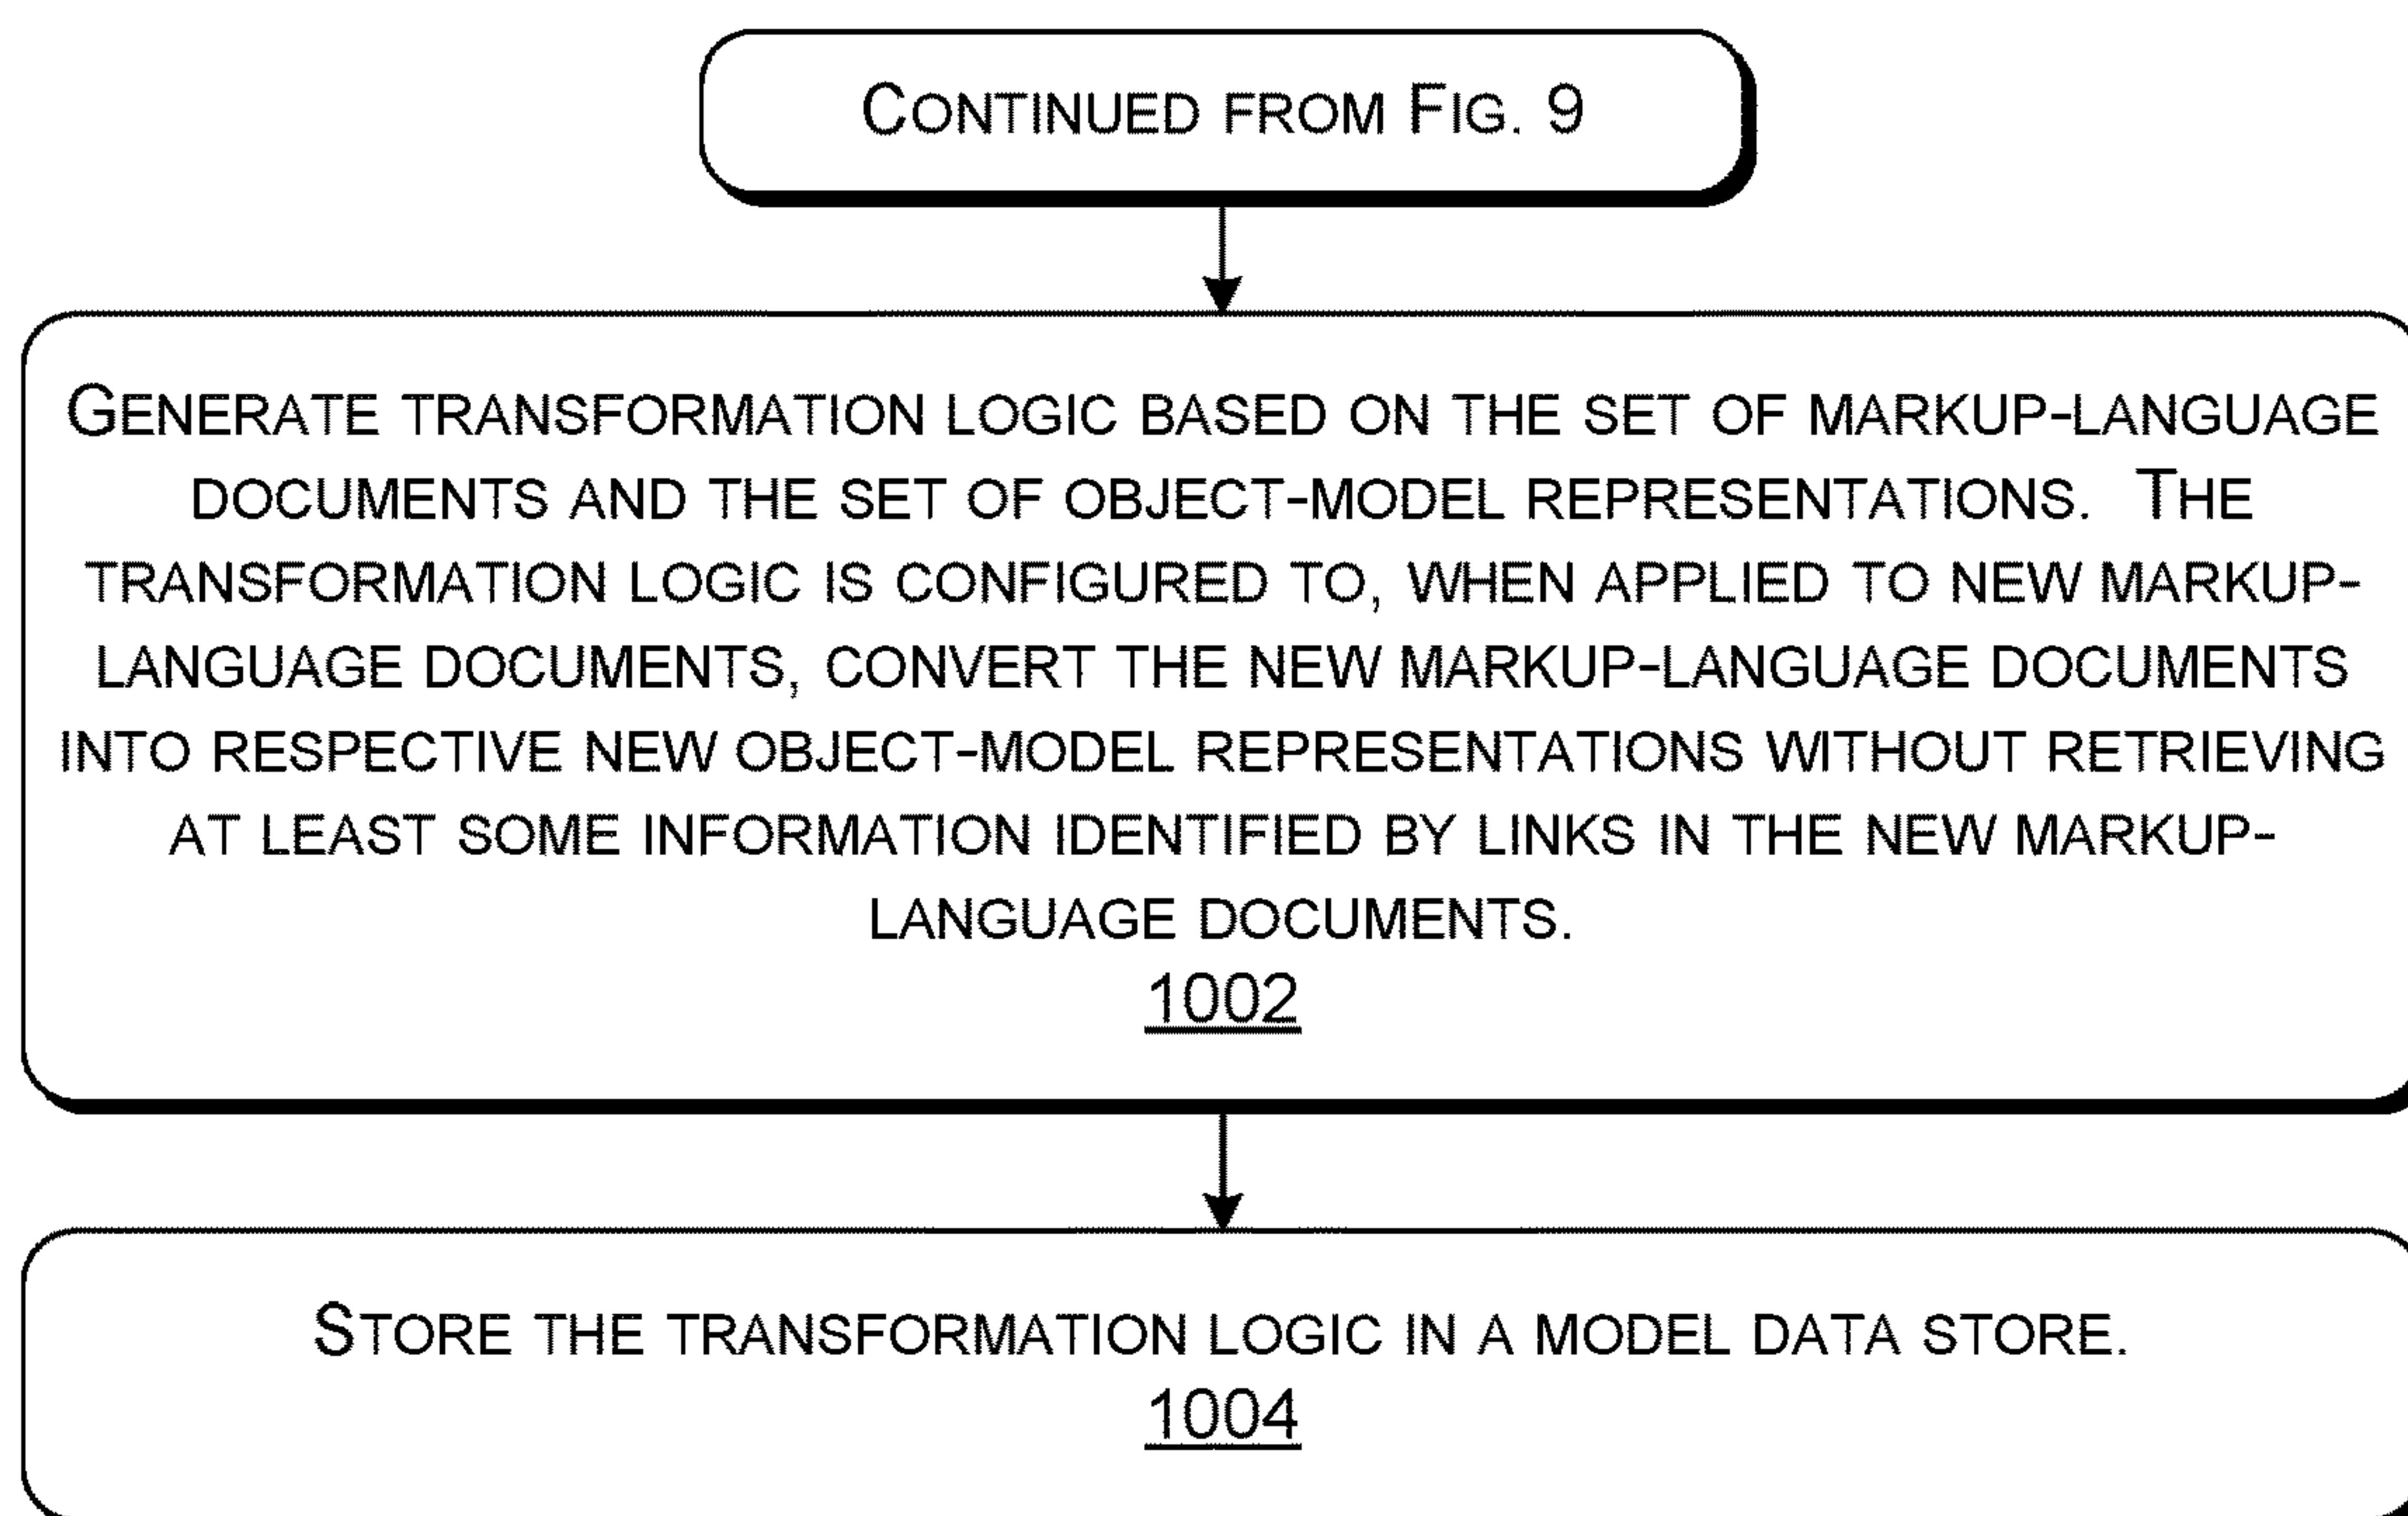 CONTINUED FROM FIG. 9
GENERATE TRANSFORMATION LOGIC BASED ON THE SET OF MARKUP-LANGUAGE
DOCUMENTS AND THE SET OF OBJECT-MODEL REPRESENTATIONS. THE
TRANSFORMATION LOGIC IS CONFIGURED TO, WHEN APPLIED TO NEW MARKUP-
LANGUAGE DOCUMENTS, CONVERT THE NEW MARKUP-LANGUAGE DOCUMENTS
INTO RESPECTIVE NEW OBJECT-MODEL REPRESENTATIONS WITHOUT RETRIEVING
AT LEAST SOME INFORMATION IDENTIFIED BY LINKS IN THE NEW MARKUP-
LANGUAGE DOCUMENTS.
1002
STORE THE TRANSFORMATION LOGIC IN A MODEL DATA STORE.
1004